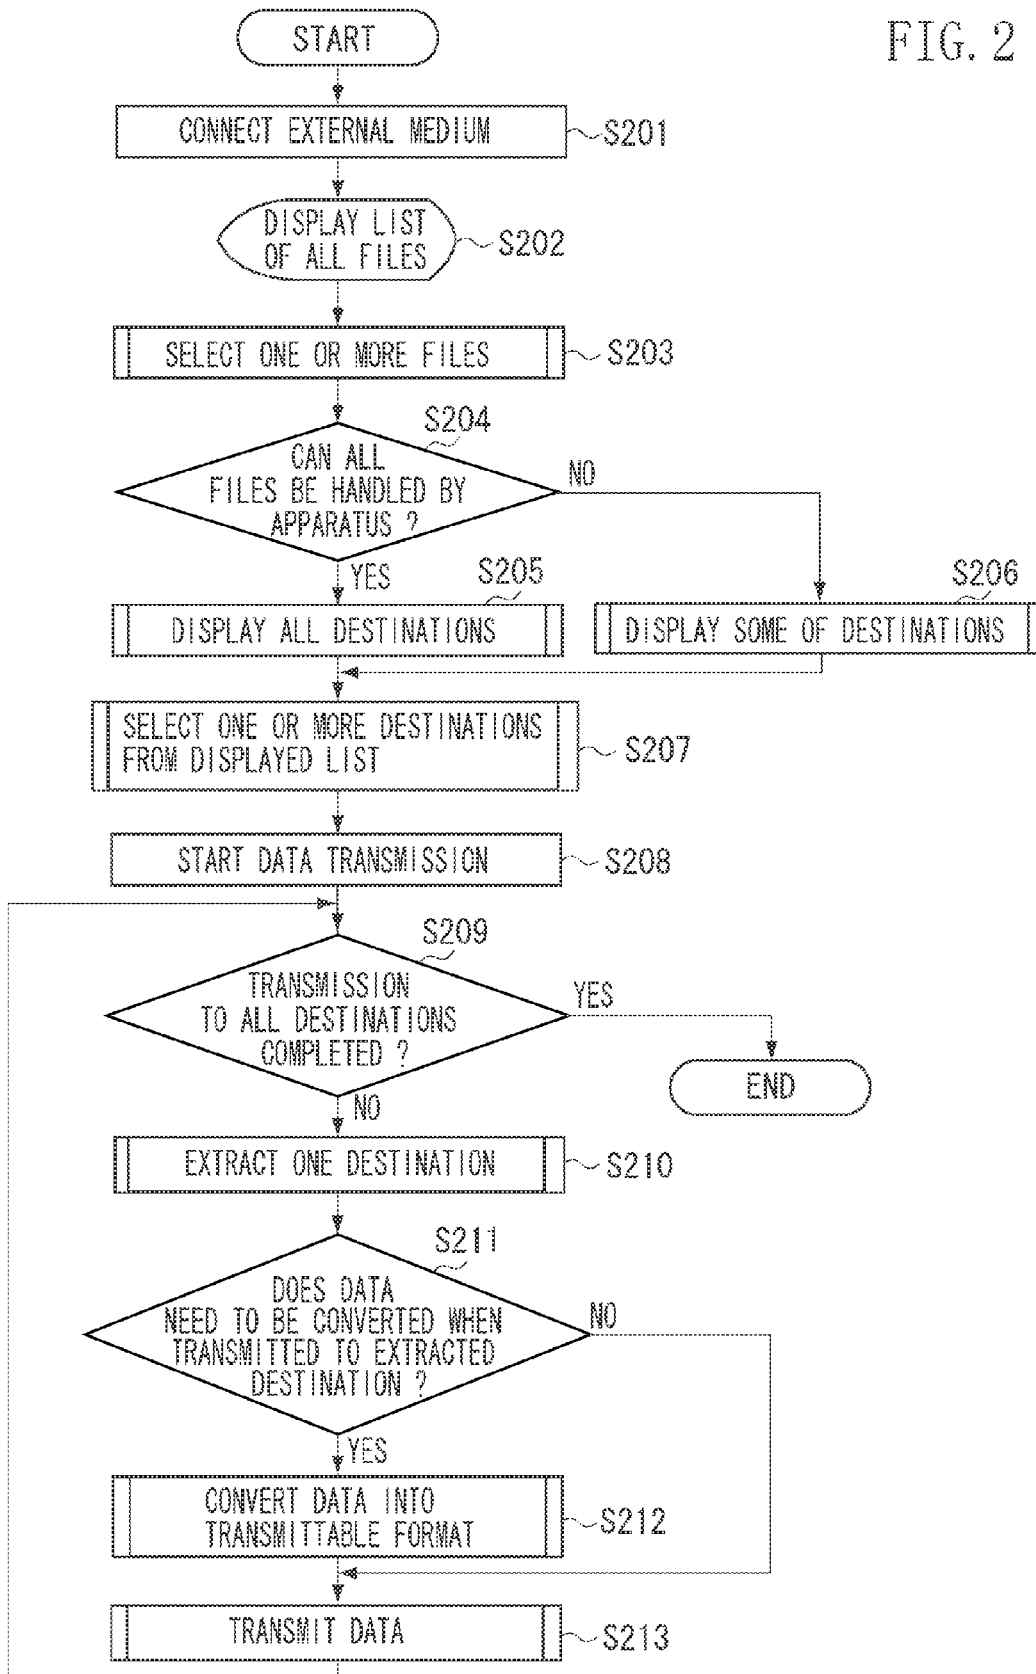 FIG. 2
START
CONNECT EXTERNAL MEDIUM
S201
DISPLAY LIST
OF ALL FILES
S202
SELECT ONE OR MORE FILES
S203
S204
CAN ALL
FILES BE HANDLED BY
APPARATUS ?
NO
YES
S205
DISPLAY ALL DESTINATIONS
S206
DISPLAY SOME OF DESTINATIONS
SELECT ONE OR MORE DESTINATIONS
FROM DISPLAYED LIST
S207
START DATA TRANSMISSION
S208
S209
TRANSMISSION
TO ALL DESTINATIONS
COMPLETED ?
YES
END
NO
EXTRACT ONE DESTINATION
S210
S211
DOES DATA
NEED TO BE CONVERTED WHEN
TRANSMITTED TO EXTRACTED
DESTINATION ?
NO
YES
CONVERT DATA INTO
TRANSMITTABLE FORMAT
S212
TRANSMIT DATA
S213